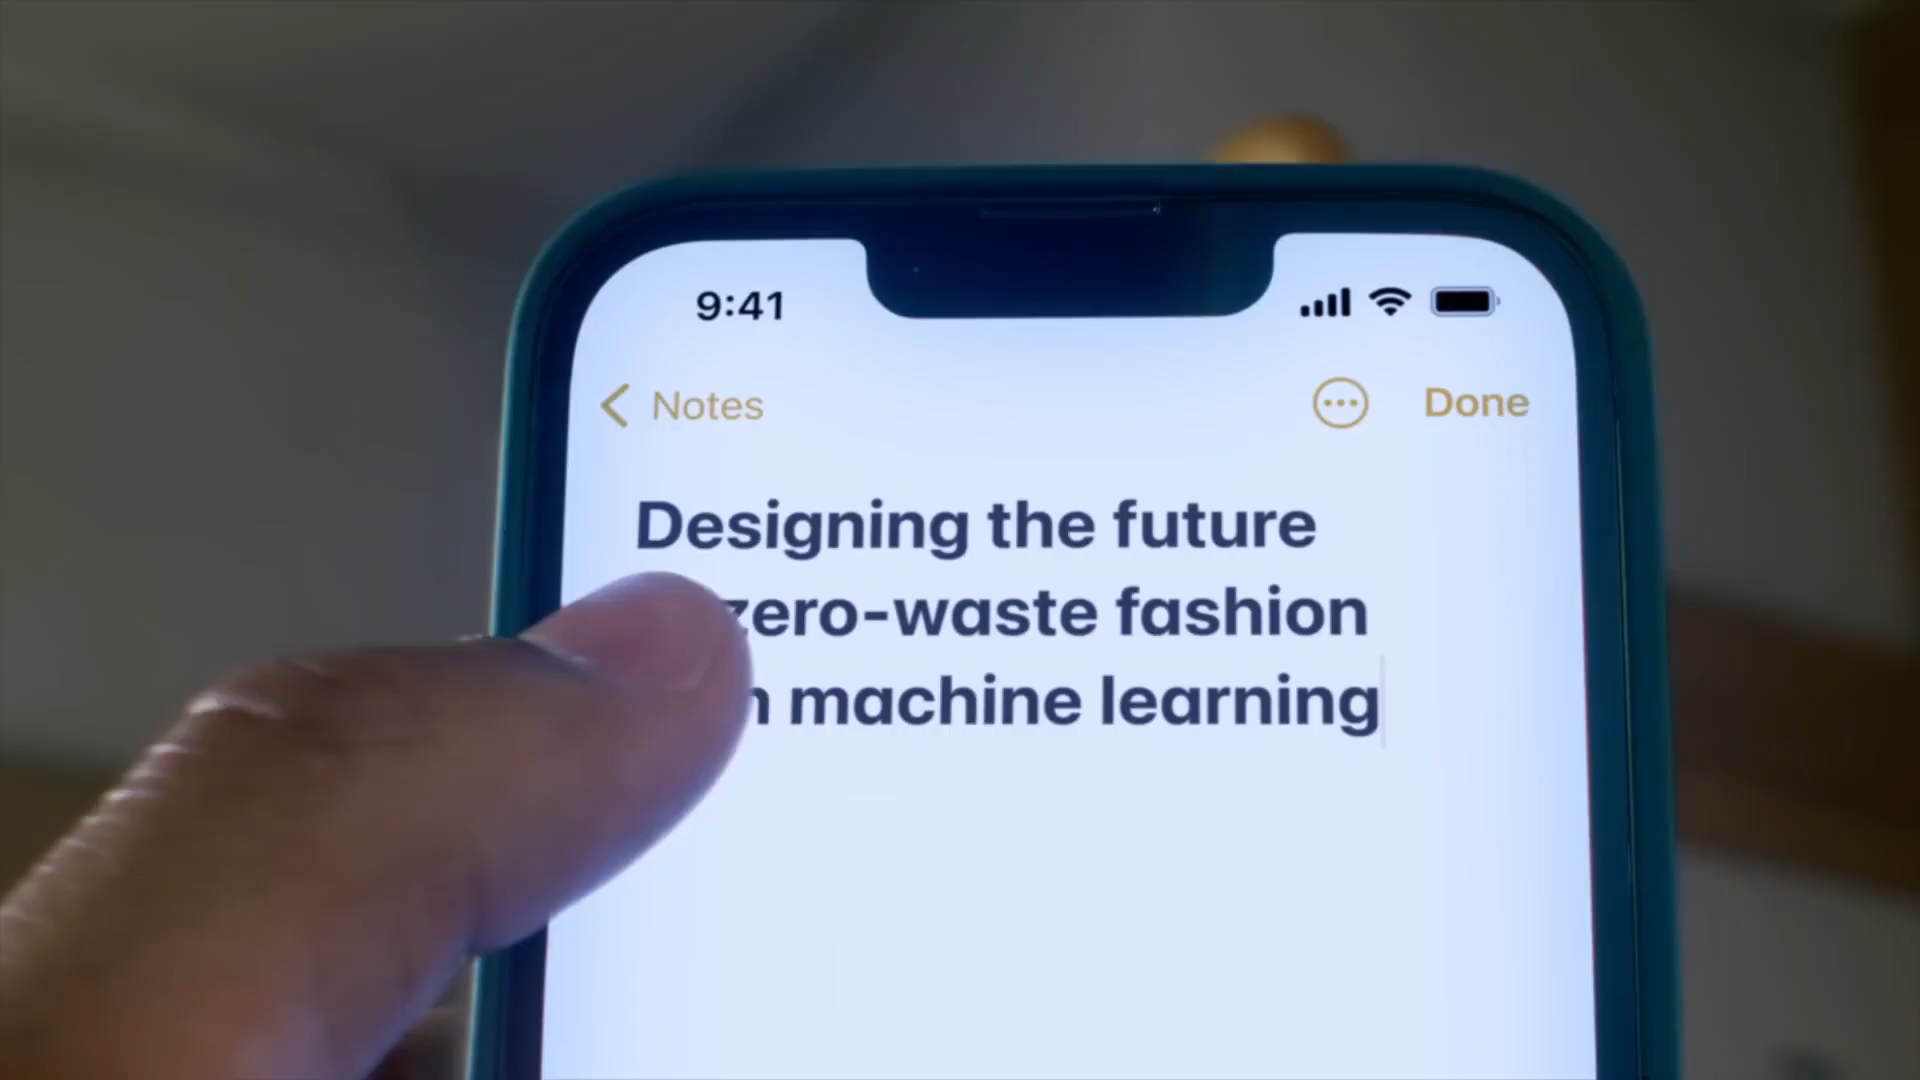 9:41
Notes
Done
Designing the future
zero-waste fashion
machine learning